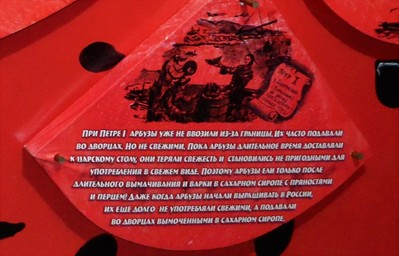 При Петре I арбузы уже не ввозили из-за границы. Их часто подавали
во дворцах. Но не свежими. Пока арбузы длительное время доставляли
к царскому столу, они теряли свежесть и становились не пригодными для
употребления в свежем виде. Поэтому арбузы ели только после
длительного вымачивания и варки в сахарном сиропе с пряностями
и перцем! Даже когда арбузы начали выращивать в России,
их еще долго не употребляли свежими, а подавали
во дворцах вымоченными в сахарном сиропе.